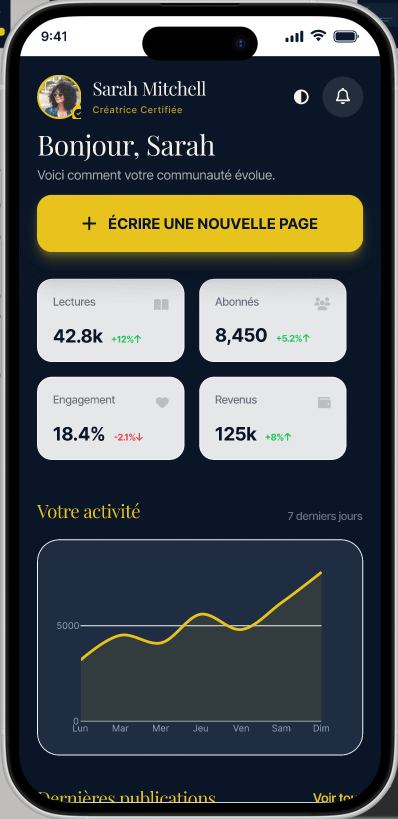 9:41
Sarah Mitchell
Créatrice Certifiée
Bonjour, Sarah
Voici comment votre communauté évolue.
+ ÉCRIRE UNE NOUVELLE PAGE
Lectures
42.8k +12%↑
Abonnés
8,450 +5.2%↑
Engagement
18.4% -2.1%↓
Revenus
125k +8%↑
Votre activité
7 derniers jours
5000
0
Lun Mar Mer Jeu Ven Sam Dim
Dernières publications
Voir tou